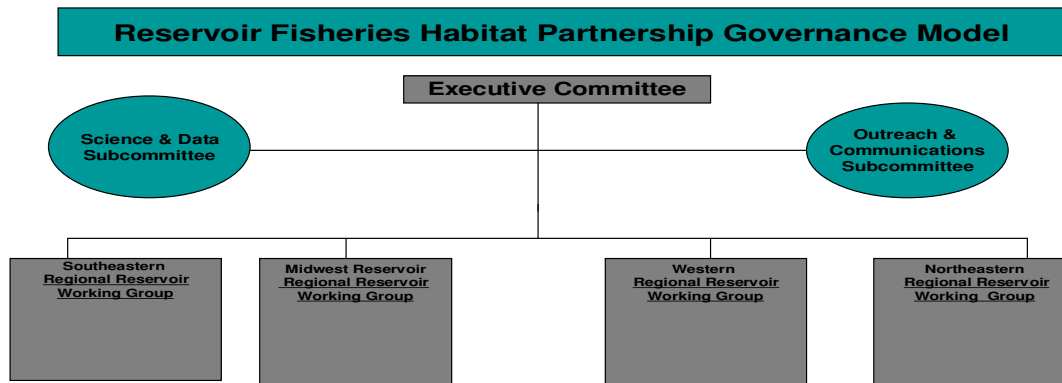 Reservoir Fisheries Habitat Partnership Governance Model
Executive Committee
Science & Data
Subcommittee
Outreach &
Communications
Subcommittee
Southeastern
Regional Reservoir
Working Group
Midwest Reservoir
Regional Reservoir
Working Group
Western
Regional Reservoir
Working Group
Northeastern
Regional Reservoir
Working Group